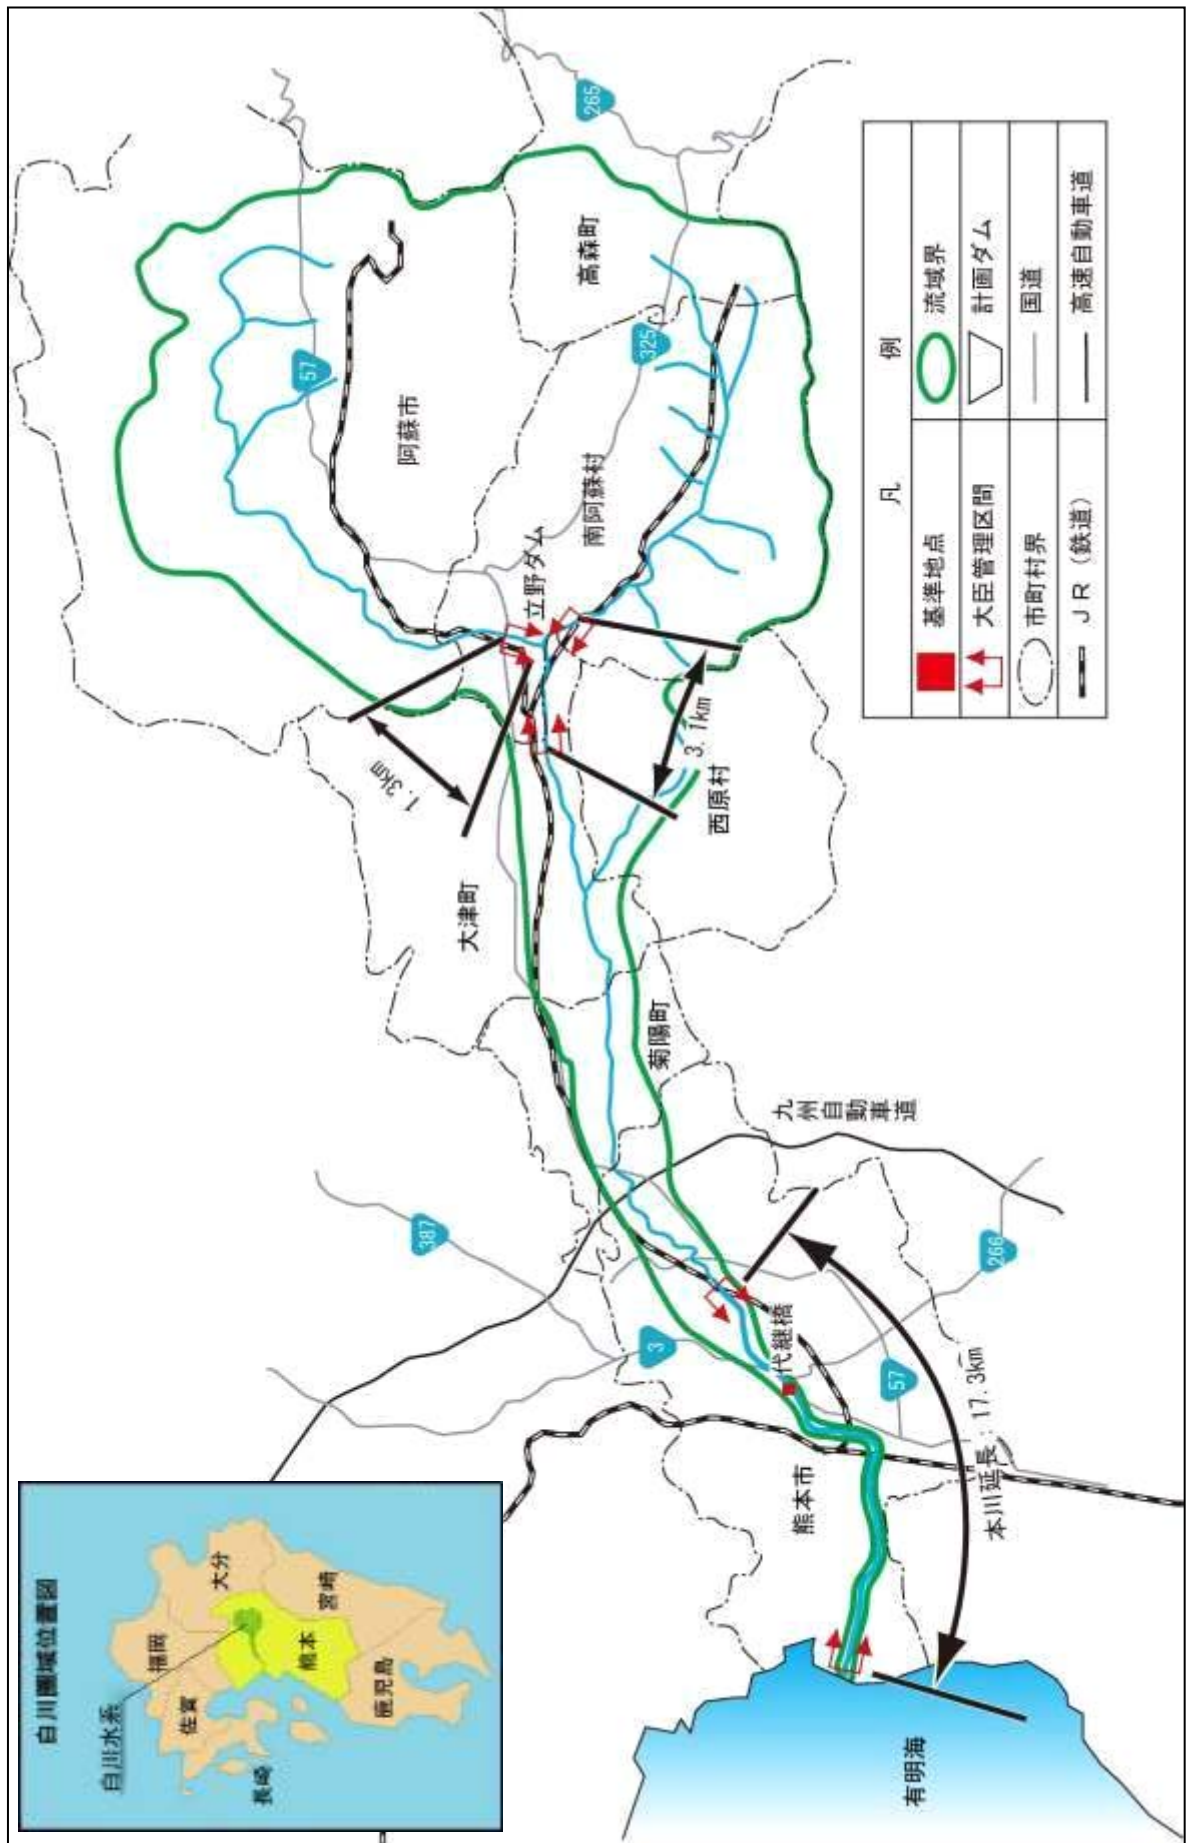 白川圏域位置図
白川水系
福岡
佐賀
長崎
大分
熊本
宮崎
鹿児島
265
57
325
阿蘇市
高森町
南阿蘇村
立野ダム
1.3km
3.1km
西原村
大津町
菊陽町
九州自動車道
387
3
266
57
代継橋
熊本市
本川延長:17.3km
有明海
凡例
基準地点
流域界
大臣管理区間
計画ダム
市町村界
国道
JR(鉄道)
高速自動車道